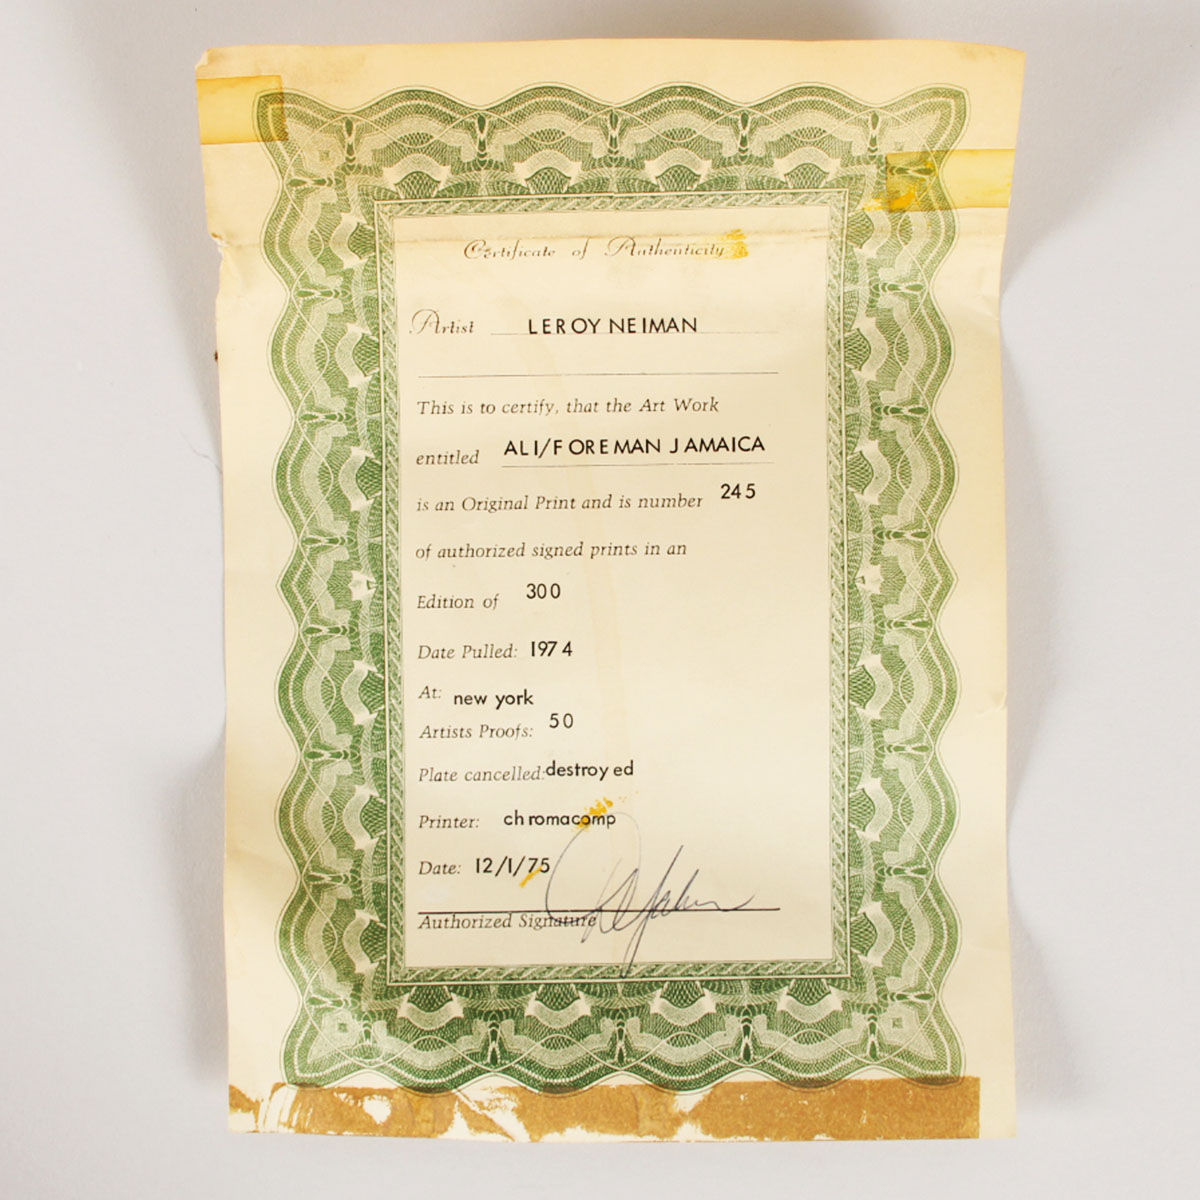 Certificate of Authenticity
Artist LEROY NEIMAN
This is to certify, that the Art Work
entitled ALI/FOREMAN JAMAICA
is an Original Print and is number 245
of authorized signed prints in an
Edition of 300
Date Pulled: 1974
At: new york
Artists Proofs: 50
Plate cancelled: destroyed
Printer: chromacomp
Date: 12/1/75
Authorized Signature